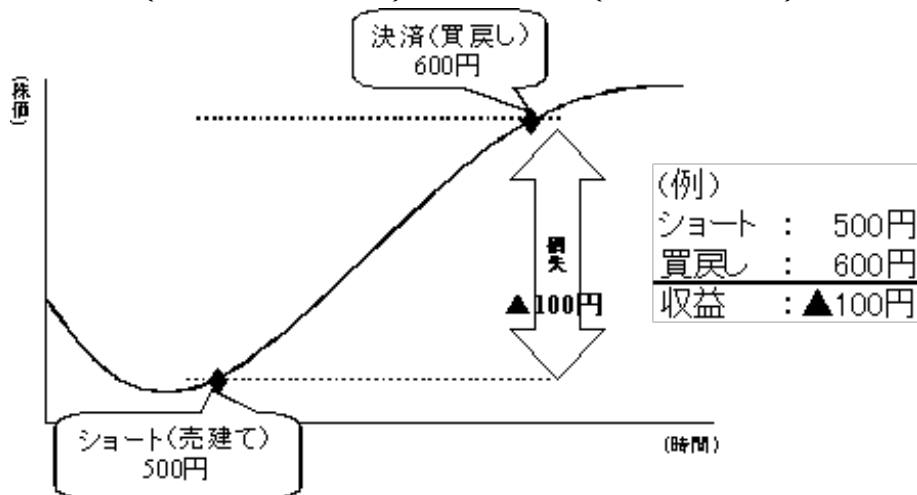 決済(買戻し)
600円
(株価)
損失
▲100円
(例)
ショート : 500円
買戻し : 600円
収益 :▲100円
ショート(売建て)
500円
(時間)